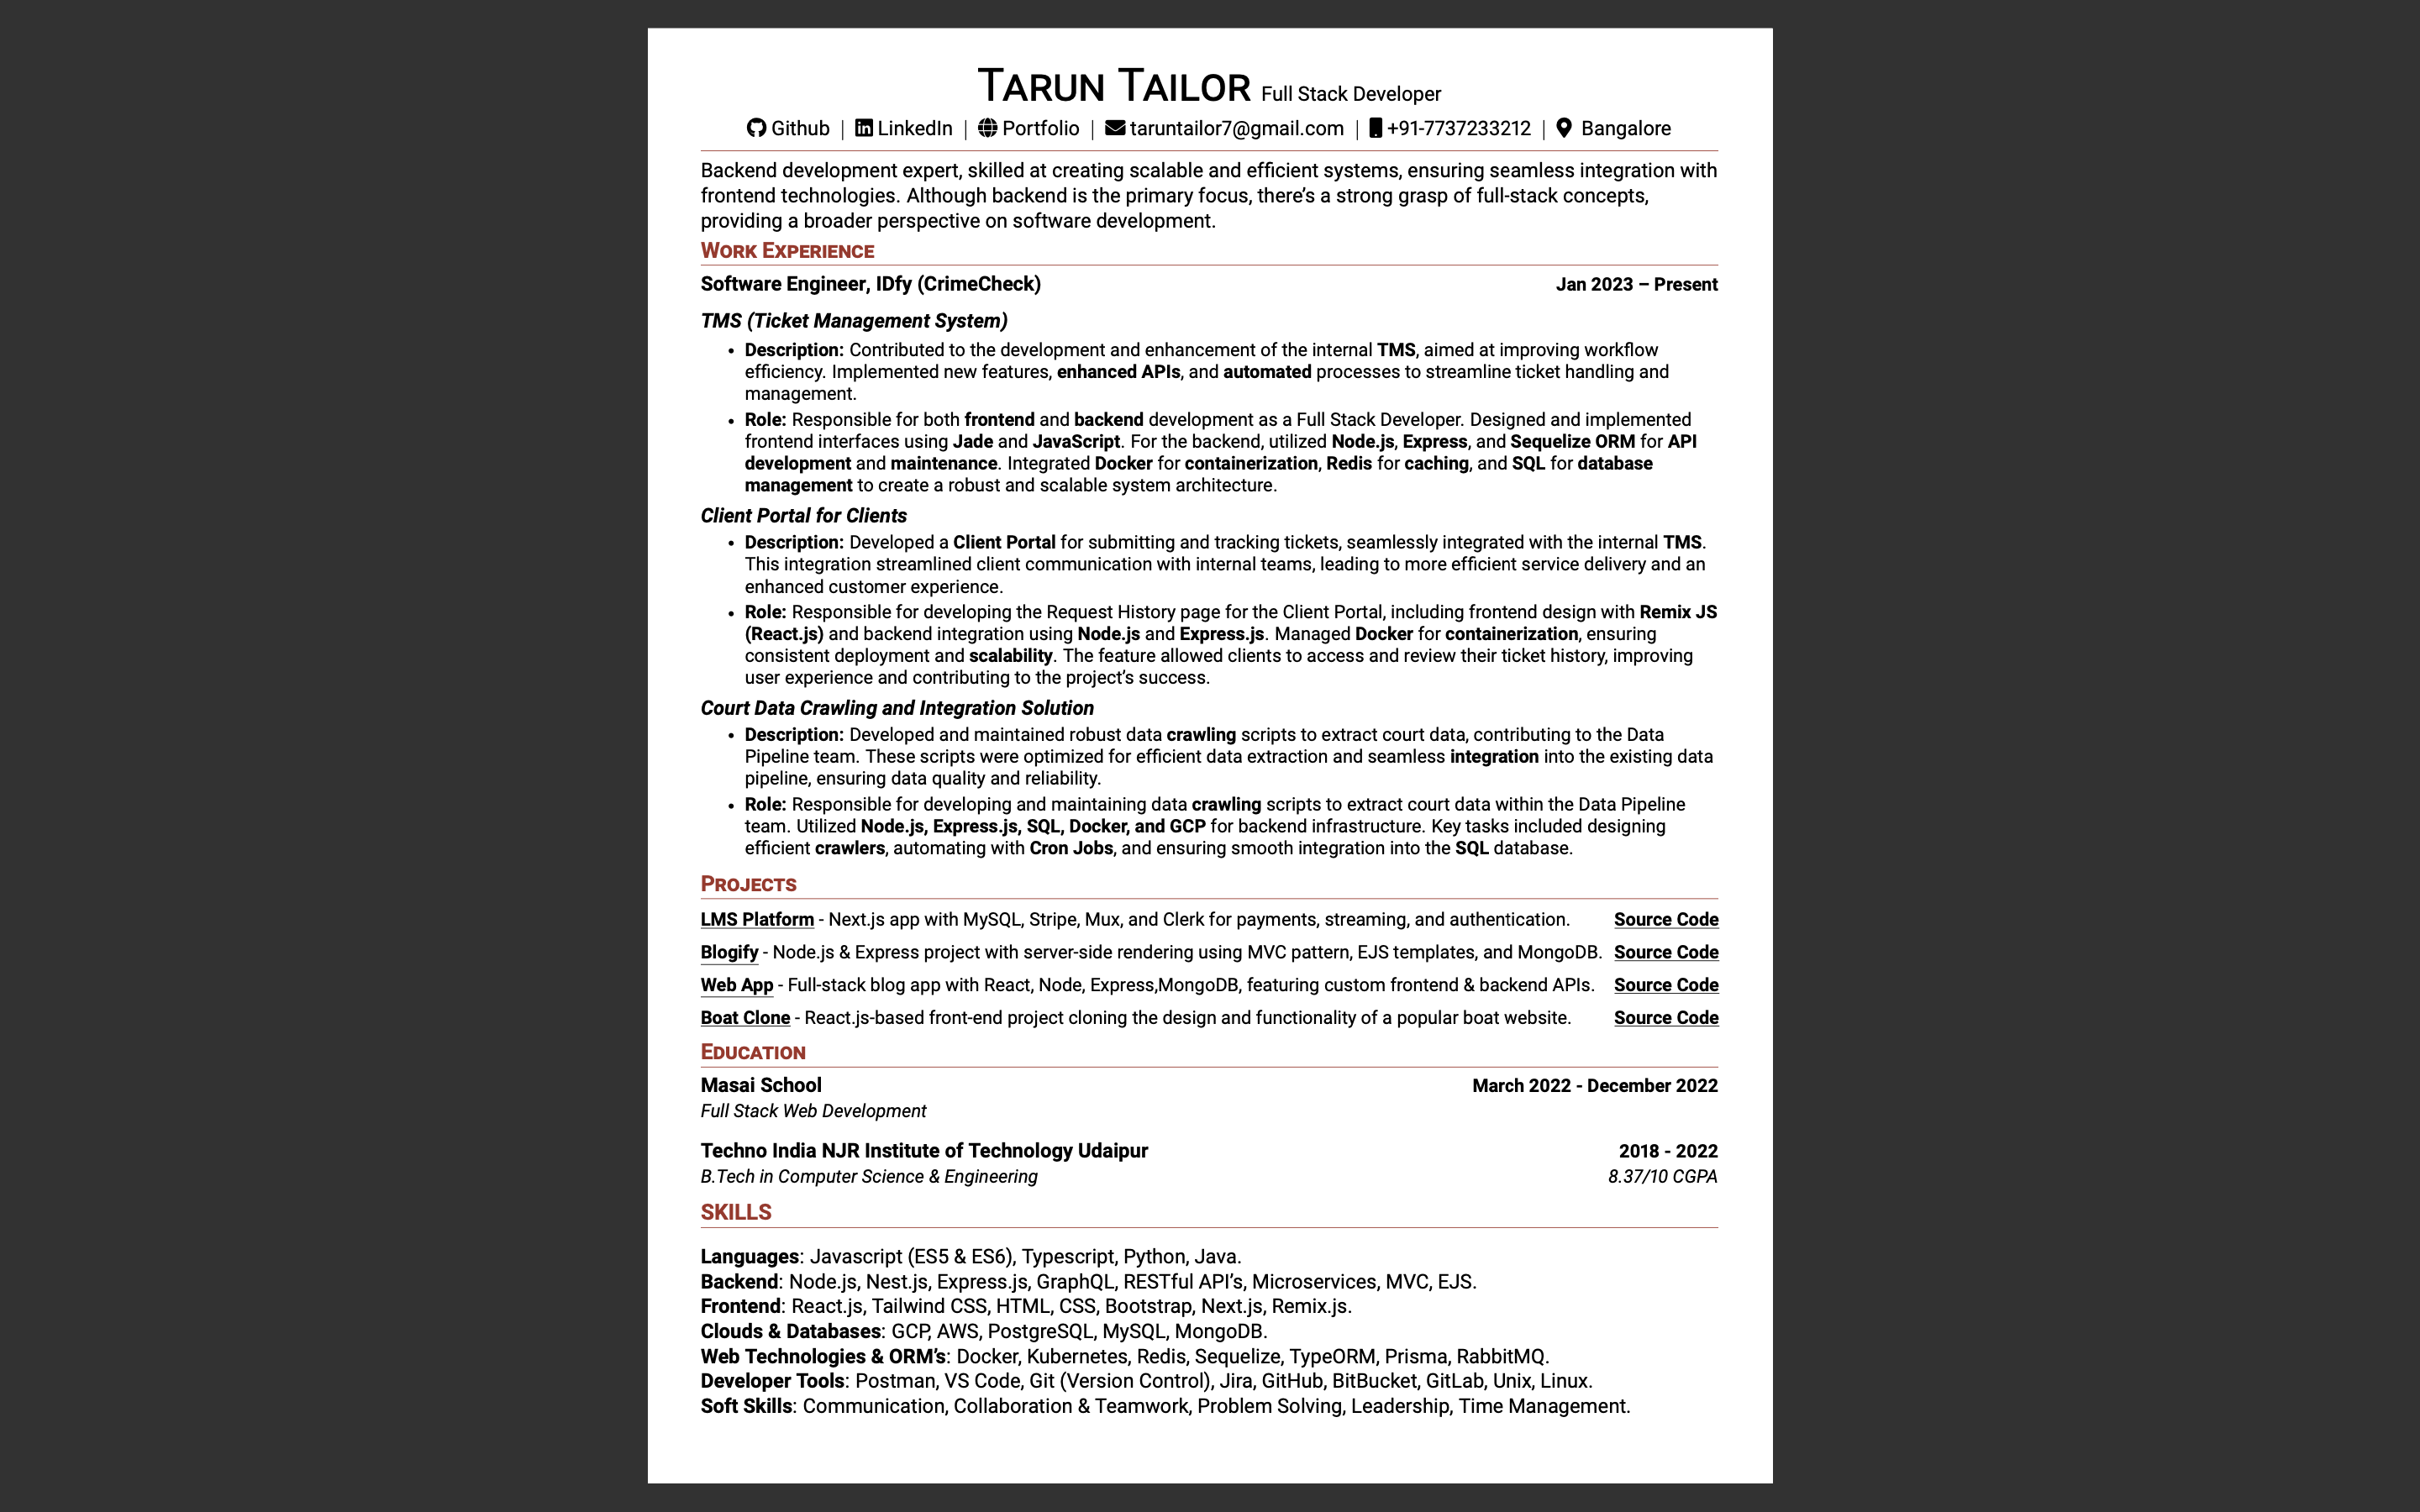 Tarun Tailor Full Stack Developer
Github | LinkedIn | Portfolio | taruntailor7@gmail.com | +91-7737233212 | Bangalore
Backend development expert, skilled at creating scalable and efficient systems, ensuring seamless integration with
frontend technologies. Although backend is the primary focus, there’s a strong grasp of full-stack concepts,
providing a broader perspective on software development.
Work Experience
Software Engineer, IDfy (CrimeCheck) Jan 2023 – Present
TMS (Ticket Management System)
• Description: Contributed to the development and enhancement of the internal TMS, aimed at improving workflow
efficiency. Implemented new features, enhanced APIs, and automated processes to streamline ticket handling and
management.
• Role: Responsible for both frontend and backend development as a Full Stack Developer. Designed and implemented
frontend interfaces using Jade and JavaScript. For the backend, utilized Node.js, Express, and Sequelize ORM for API
development and maintenance. Integrated Docker for containerization, Redis for caching, and SQL for database
management to create a robust and scalable system architecture.
Client Portal for Clients
• Description: Developed a Client Portal for submitting and tracking tickets, seamlessly integrated with the internal TMS.
This integration streamlined client communication with internal teams, leading to more efficient service delivery and an
enhanced customer experience.
• Role: Responsible for developing the Request History page for the Client Portal, including frontend design with Remix JS
(React.js) and backend integration using Node.js and Express.js. Managed Docker for containerization, ensuring
consistent deployment and scalability. The feature allowed clients to access and review their ticket history, improving
user experience and contributing to the project’s success.
Court Data Crawling and Integration Solution
• Description: Developed and maintained robust data crawling scripts to extract court data, contributing to the Data
Pipeline team. These scripts were optimized for efficient data extraction and seamless integration into the existing data
pipeline, ensuring data quality and reliability.
• Role: Responsible for developing and maintaining data crawling scripts to extract court data within the Data Pipeline
team. Utilized Node.js, Express.js, SQL, Docker, and GCP for backend infrastructure. Key tasks included designing
efficient crawlers, automating with Cron Jobs, and ensuring smooth integration into the SQL database.
Projects
LMS Platform - Next.js app with MySQL, Stripe, Mux, and Clerk for payments, streaming, and authentication. Source Code
Blogify - Node.js & Express project with server-side rendering using MVC pattern, EJS templates, and MongoDB. Source Code
Web App - Full-stack blog app with React, Node, Express,MongoDB, featuring custom frontend & backend APIs. Source Code
Boat Clone - React.js-based front-end project cloning the design and functionality of a popular boat website. Source Code
Education
Masai School March 2022 - December 2022
Full Stack Web Development
Techno India NJR Institute of Technology Udaipur 2018 - 2022
B.Tech in Computer Science & Engineering 8.37/10 CGPA
SKILLS
Languages: Javascript (ES5 & ES6), Typescript, Python, Java.
Backend: Node.js, Nest.js, Express.js, GraphQL, RESTful API’s, Microservices, MVC, EJS.
Frontend: React.js, Tailwind CSS, HTML, CSS, Bootstrap, Next.js, Remix.js.
Clouds & Databases: GCP, AWS, PostgreSQL, MySQL, MongoDB.
Web Technologies & ORM’s: Docker, Kubernetes, Redis, Sequelize, TypeORM, Prisma, RabbitMQ.
Developer Tools: Postman, VS Code, Git (Version Control), Jira, GitHub, BitBucket, GitLab, Unix, Linux.
Soft Skills: Communication, Collaboration & Teamwork, Problem Solving, Leadership, Time Management.